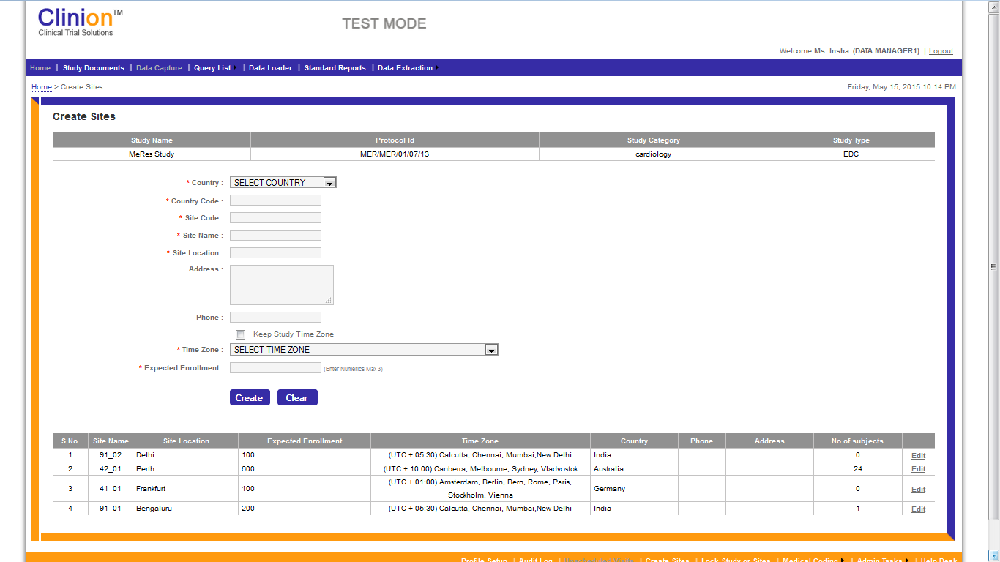 Clinion™
Clinical Trial Solutions
TEST MODE
Welcome Ms. Insha (DATA MANAGER1) | Logout
Home | Study Documents | Data Capture | Query List | Data Loader | Standard Reports | Data Extraction
Home > Create Sites
Friday, May 15, 2015 10:14 PM
Create Sites
Study Name Protocol Id Study Category Study Type
MeRes Study MER/MER/01/07/13 cardiology EDC
* Country : SELECT COUNTRY
* Country Code :
* Site Code :
* Site Name :
* Site Location :
Address :
Phone :
Keep Study Time Zone
* Time Zone : SELECT TIME ZONE
* Expected Enrollment : (Enter Numerics Max 3)
Create Clear
S.No. Site Name Site Location Expected Enrollment Time Zone Country Phone Address No of subjects
1 91_02 Delhi 100 (UTC + 05:30) Calcutta, Chennai, Mumbai,New Delhi India 0 Edit
2 42_01 Perth 600 (UTC + 10:00) Canberra, Melbourne, Sydney, Vladvostok Australia 24 Edit
3 41_01 Frankfurt 100 (UTC + 01:00) Amsterdam, Berlin, Bern, Rome, Paris, Stockholm, Vienna Germany 0 Edit
4 91_01 Bengaluru 200 (UTC + 05:30) Calcutta, Chennai, Mumbai,New Delhi India 1 Edit
Profile Setup | Audit Log | Unscheduled Visits | Create Sites | Lock Study or Sites | Medical Coding | Admin Tasks | Help Desk